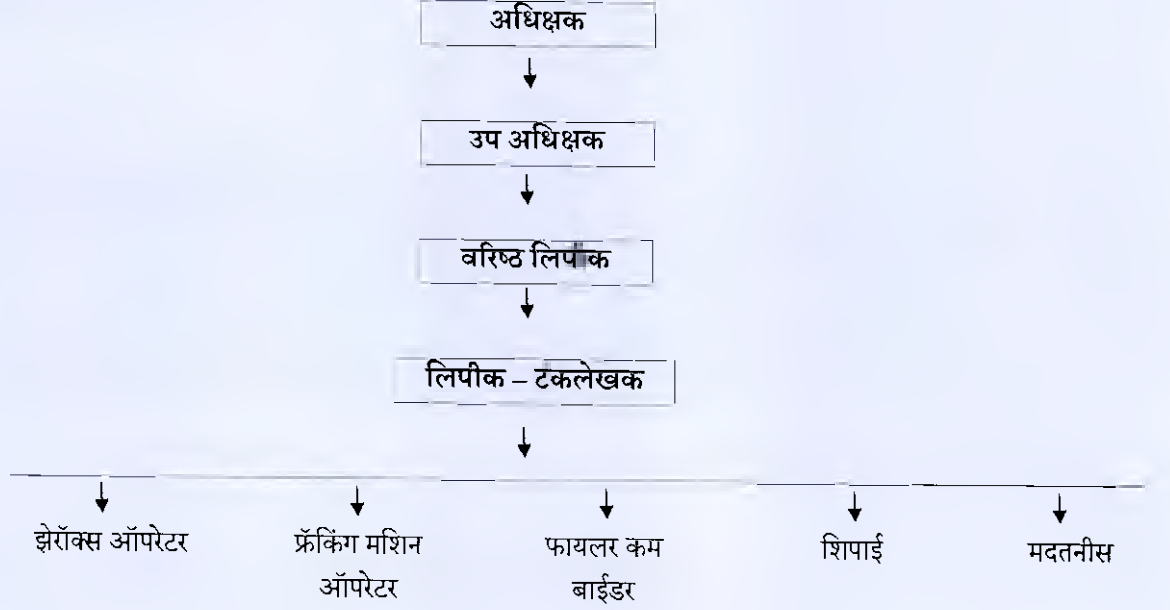 अधिक्षक
उप अधिक्षक
वरिष्ठ लिपीक
लिपीक – टंकलेखक
झेरॉक्स ऑपरेटर
फ्रॅकिंग मशिन
ऑपरेटर
फायलर कम
बाईडर
शिपाई
मदतनीस